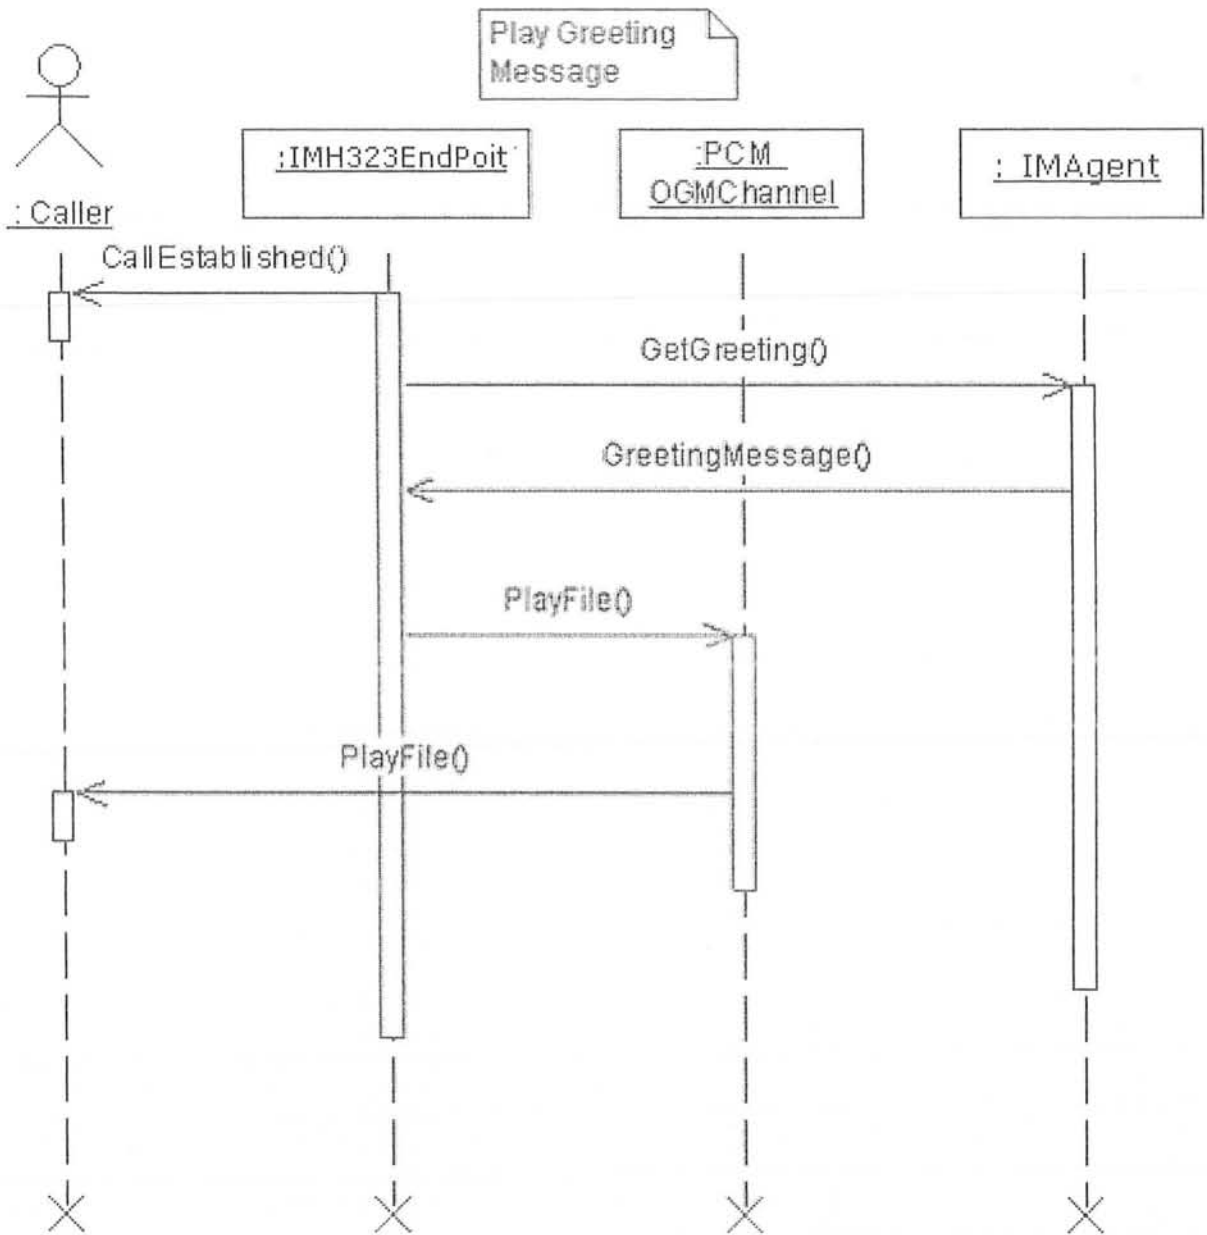 Play Greeting
Message
: Caller
:IMH323EndPoit
:PCM
OGMChannel
: IMAgent
CallEstablished()
GetGreeting()
GreetingMessage()
PlayFile()
PlayFile()